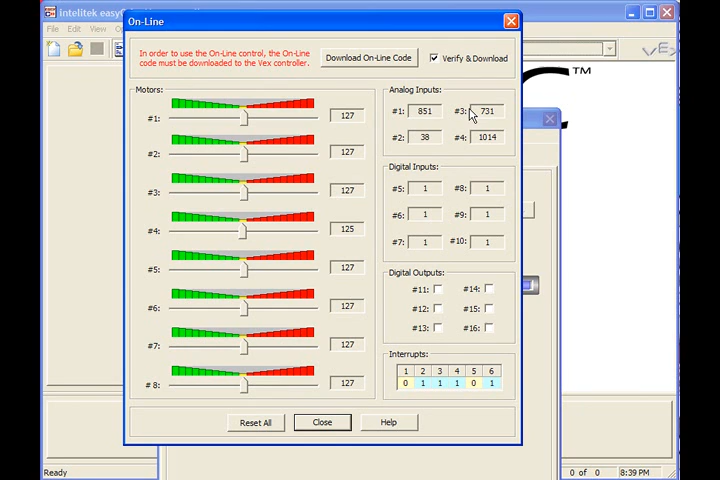 Intelitek easyC
File Edit View Op
On-Line
In order to use the On-Line control, the On-Line
code must be downloaded to the Vex controller.
Download On-Line Code
Verify & Download
TM
Motors:
#1: 127
#2: 127
#3: 127
#4: 125
#5: 127
#6: 127
#7: 127
# 8: 127
Analog Inputs:
#1: 851 #3: 731
#2: 38 #4: 1014
Digital Inputs:
#5: 1 #8: 1
#6: 1 #9: 1
#7: 1 #10: 1
Digital Outputs:
#11: #14:
#12: #15:
#13: #16:
Interrupts:
1 2 3 4 5 6
0 1 1 1 0 1
Reset All Close Help
Ready 0 of 0 8:39 PM